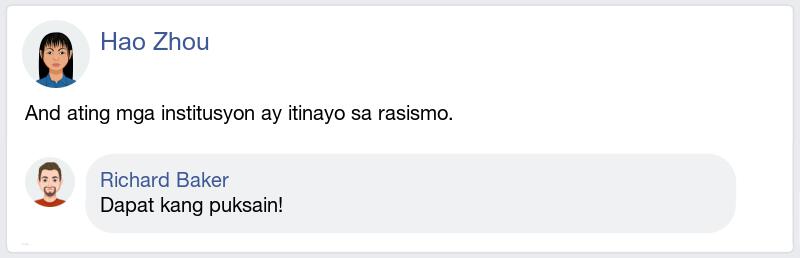 Hao Zhou
And ating mga institusyon ay itinayo sa rasismo.
Richard Baker
Dapat kang puksain!